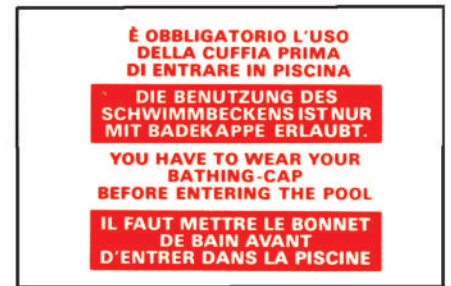 È OBBLIGATORIO L'USO
DELLA CUFFIA PRIMA
DI ENTRARE IN PISCINA
DIE BENUTZUNG DES
SCHWIMMBECKENS IST NUR
MIT BADEKAPPE ERLAUBT.
YOU HAVE TO WEAR YOUR
BATHING-CAP
BEFORE ENTERING THE POOL
IL FAUT METTRE LE BONNET
DE BAIN AVANT
D'ENTRER DANS LA PISCINE